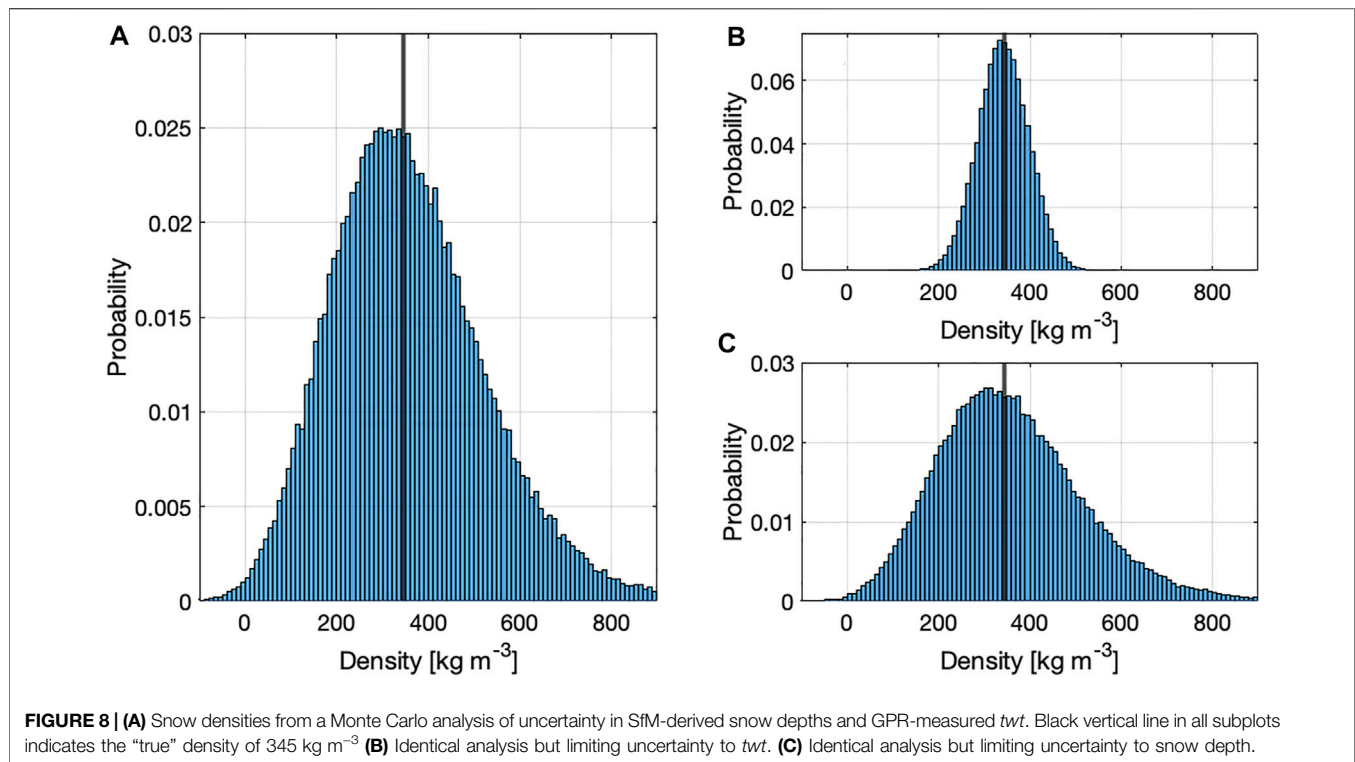 A
0.03
0.025
0.02
0.015
0.01
0.005
0
Probability
0 200 400 600 800
Density [kg m⁻³]
B
0.06
0.04
0.02
0
Probability
0 200 400 600 800
Density [kg m⁻³]
C
0.03
0.02
0.01
0
Probability
0 200 400 600 800
Density [kg m⁻³]
FIGURE 8 | (A) Snow densities from a Monte Carlo analysis of uncertainty in SfM-derived snow depths and GPR-measured twt. Black vertical line in all subplots
indicates the “true” density of 345 kg m⁻³ (B) Identical analysis but limiting uncertainty to twt. (C) Identical analysis but limiting uncertainty to snow depth.